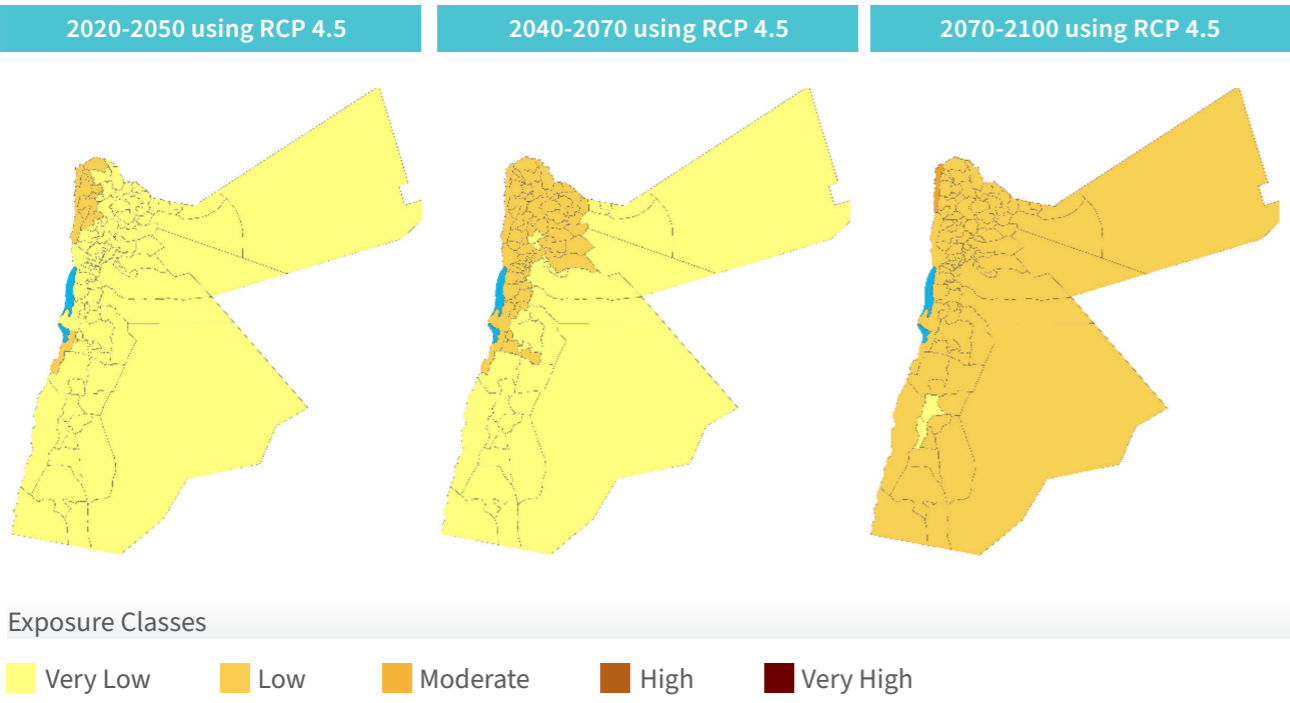 2020-2050 using RCP 4.5
2040-2070 using RCP 4.5
2070-2100 using RCP 4.5
Exposure Classes
Very Low
Low
Moderate
High
Very High